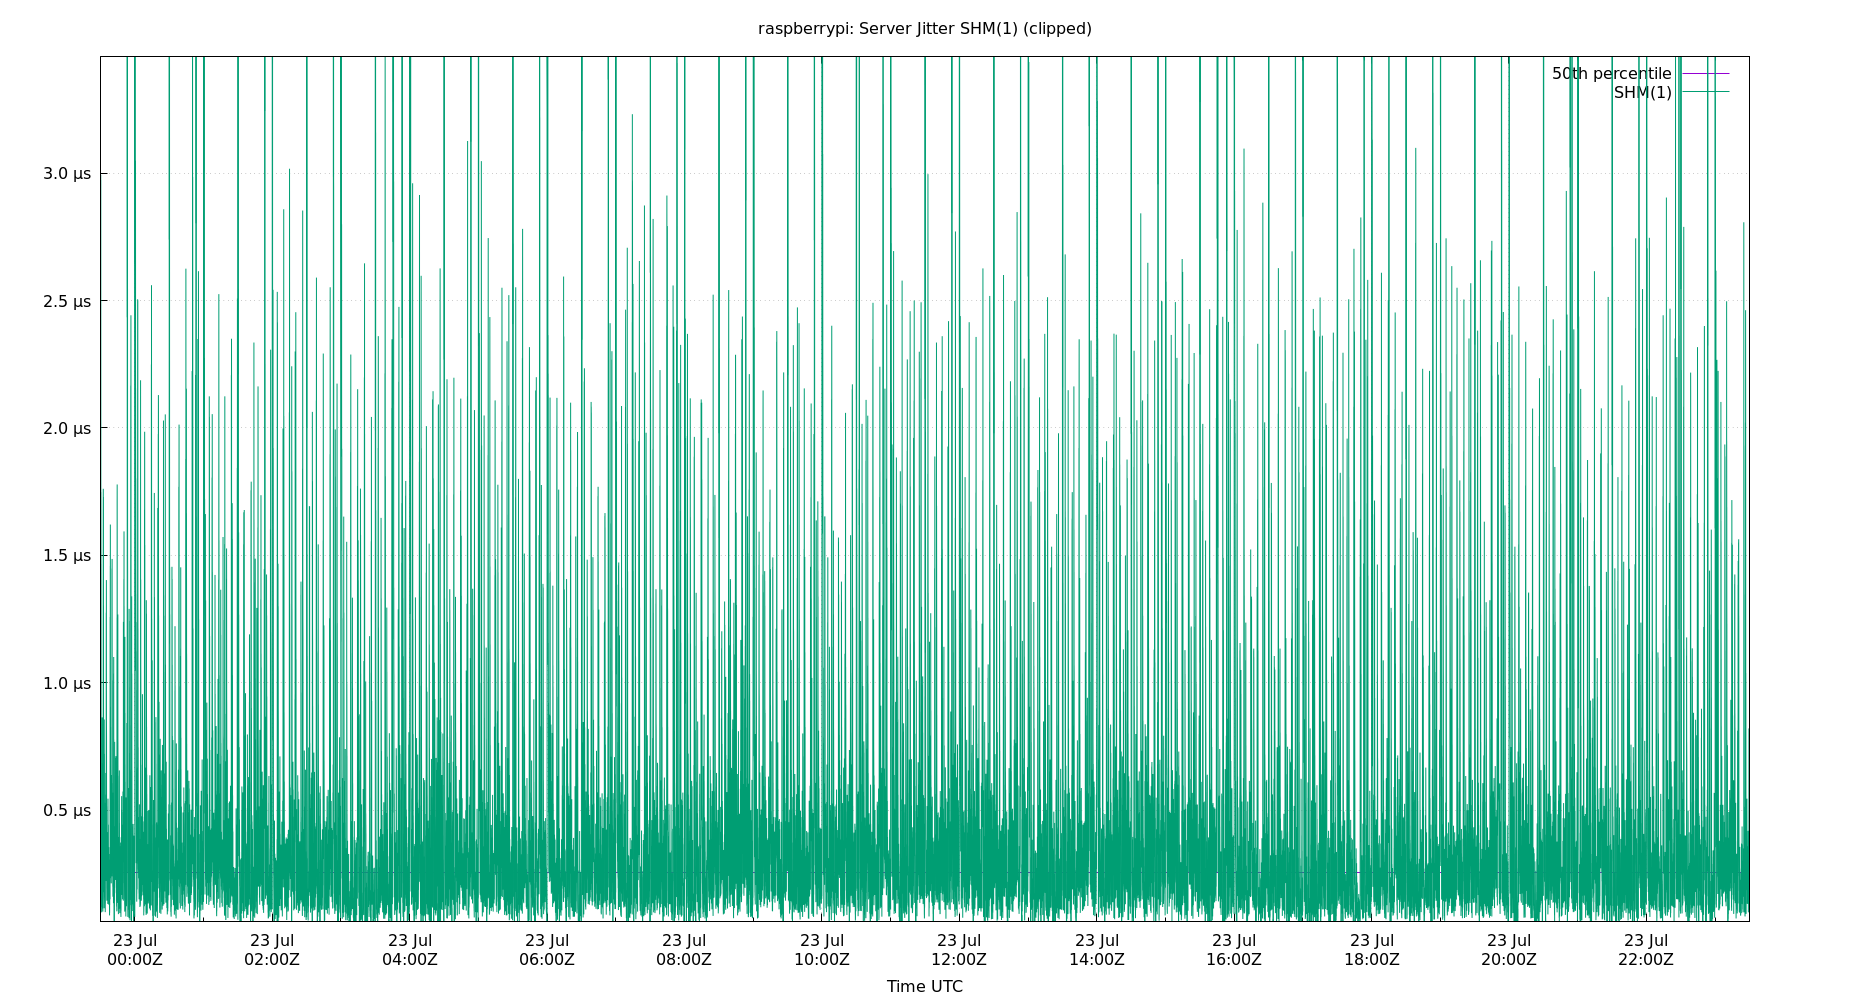 raspberrypi: Server Jitter SHM(1) (clipped)
50th percentile
SHM(1)
3.0 µs
2.5 µs
2.0 µs
1.5 µs
1.0 µs
0.5 µs
23 Jul 23 Jul 23 Jul 23 Jul 23 Jul 23 Jul 23 Jul 23 Jul 23 Jul 23 Jul 23 Jul 23 Jul
00:00Z 02:00Z 04:00Z 06:00Z 08:00Z 10:00Z 12:00Z 14:00Z 16:00Z 18:00Z 20:00Z 22:00Z
Time UTC